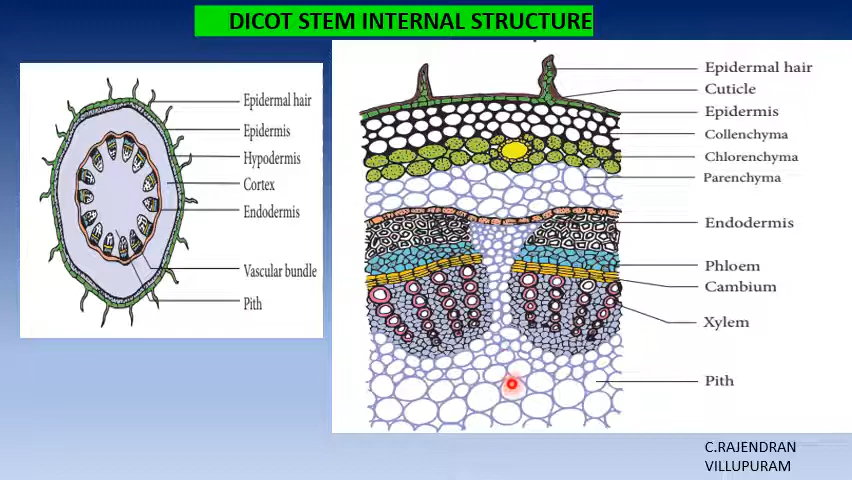 DICOT STEM INTERNAL STRUCTURE
Epidermal hair
Epidermis
Hypodermis
Cortex
Endodermis
Vascular bundle
Pith
Epidermal hair
Cuticle
Epidermis
Collenchyma
Chlorenchyma
Parenchyma
Endodermis
Phloem
Cambium
Xylem
Pith
C.RAJENDRAN
VILLUPURAM